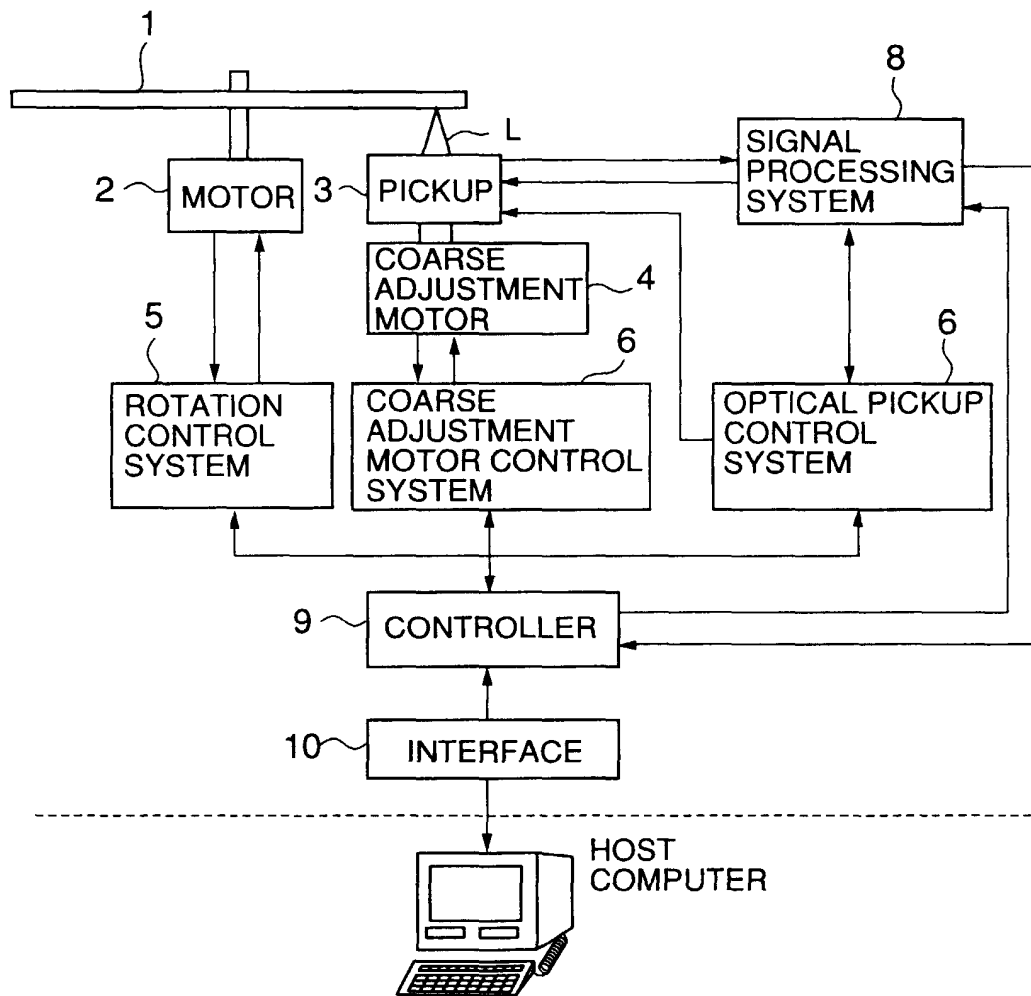 1
8
L
SIGNAL
PROCESSING
SYSTEM
2
MOTOR
3
PICKUP
COARSE
ADJUSTMENT
MOTOR
4
5
6
6
ROTATION
CONTROL
SYSTEM
COARSE
ADJUSTMENT
MOTOR CONTROL
SYSTEM
OPTICAL PICKUP
CONTROL
SYSTEM
9
CONTROLLER
10
INTERFACE
HOST
COMPUTER